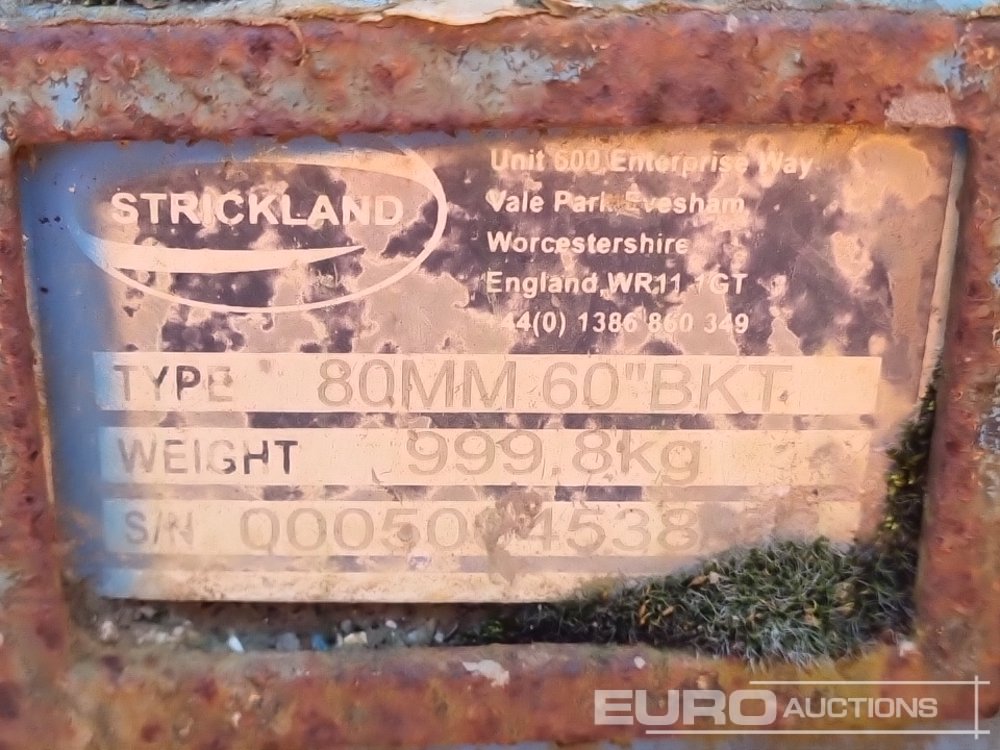 STRICKLAND
Unit 600 Enterprise Way
Vale Park Evesham
Worcestershire
England WR11 1GT
44(0) 1386 860 349
TYPE 80MM 60"BKT
WEIGHT 999.8kg
S/N
EURO AUCTIONS